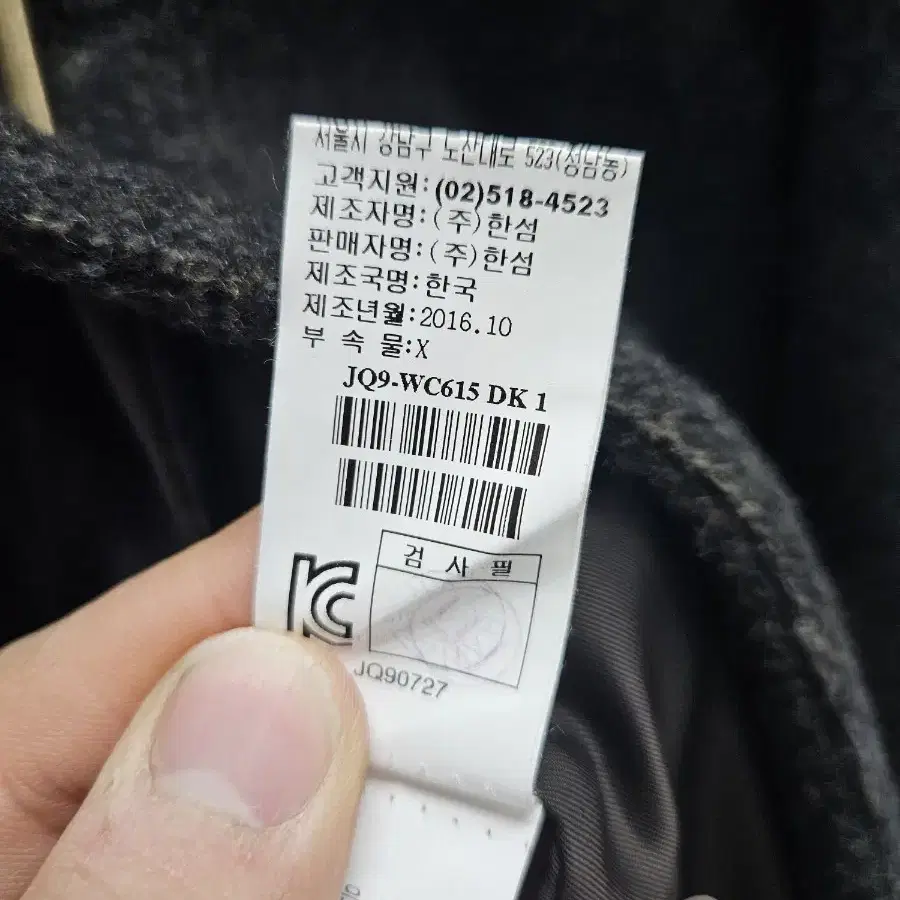 서울시 강남구 도산대로 523(청담동)
고객지원: (02)518-4523
제조자명: (주)한섬
판매자명: (주)한섬
제조국명: 한국
제조년월: 2016.10
부 속 물: X
JQ9-WC615 DK 1
검 사 필
KC
JQ90727